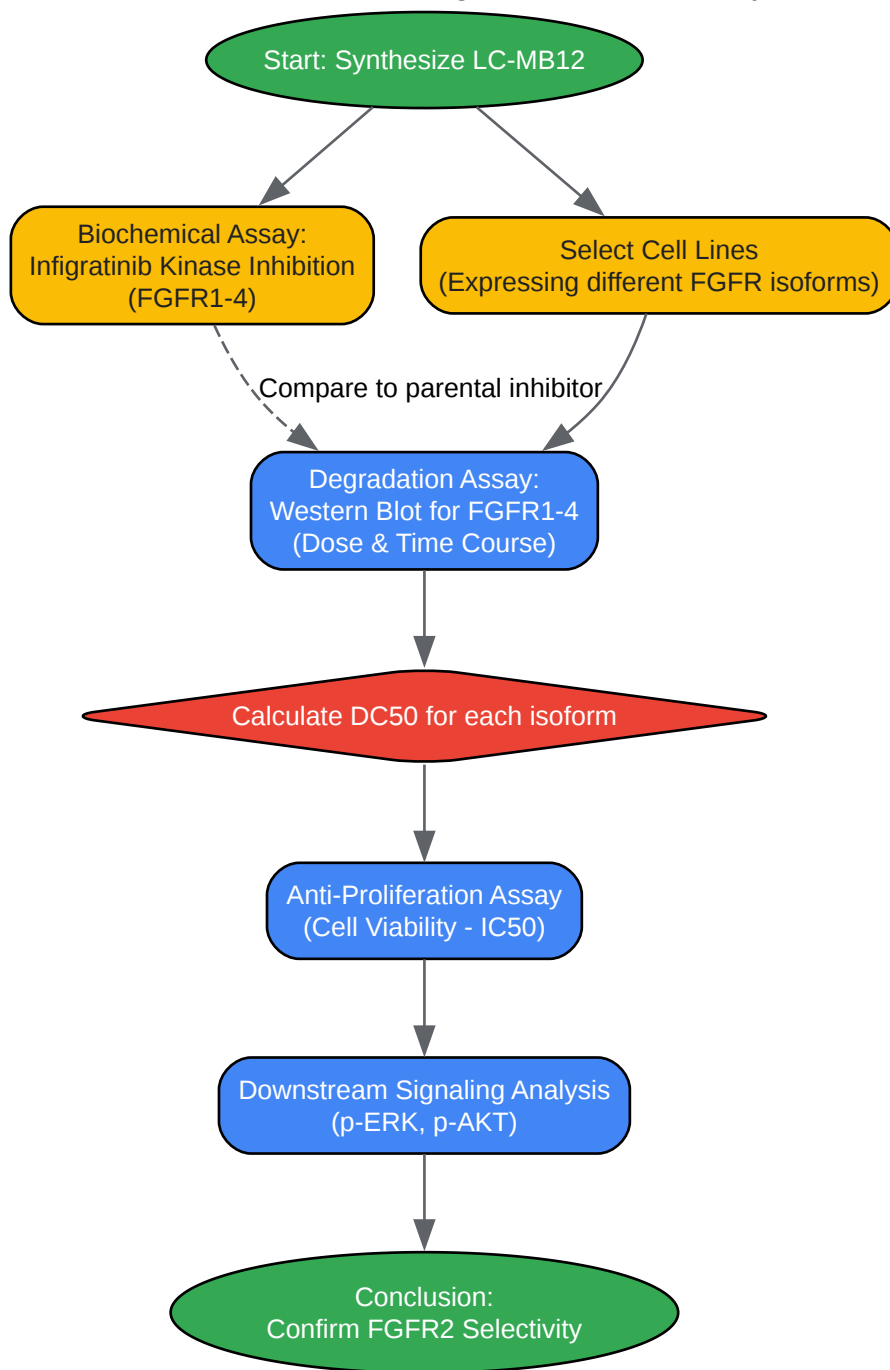 Start: Synthesize LC-MB12
Biochemical Assay:
Infigratinib Kinase Inhibition
(FGFR1-4)
Select Cell Lines
(Expressing different FGFR isoforms)
Compare to parental inhibitor
Degradation Assay:
Western Blot for FGFR1-4
(Dose & Time Course)
Calculate DC50 for each isoform
Anti-Proliferation Assay
(Cell Viability - IC50)
Downstream Signaling Analysis
(p-ERK, p-AKT)
Conclusion:
Confirm FGFR2 Selectivity